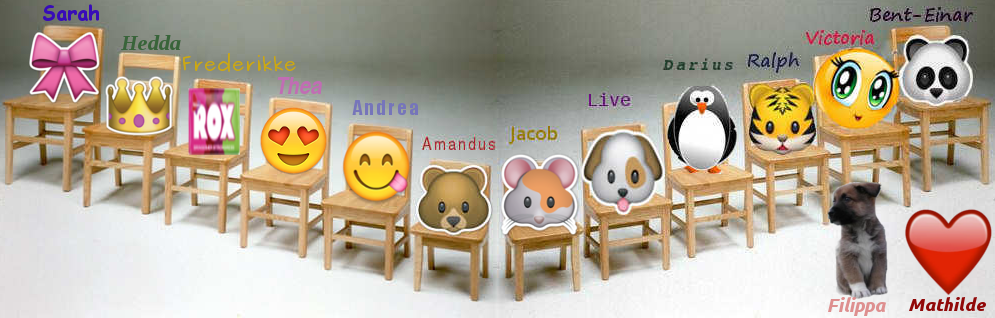 Sarah
Hedda
Frederikke
Thea
Andrea
Amandus
Jacob
Live
Darius
Ralph
Victoria
Bent-Einar
ROX
Filippa
Mathilde